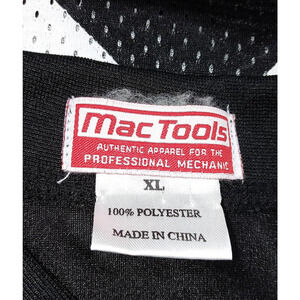 Mac Tools
AUTHENTIC APPAREL FOR THE
PROFESSIONAL MECHANIC
XL
100% POLYESTER
MADE IN CHINA